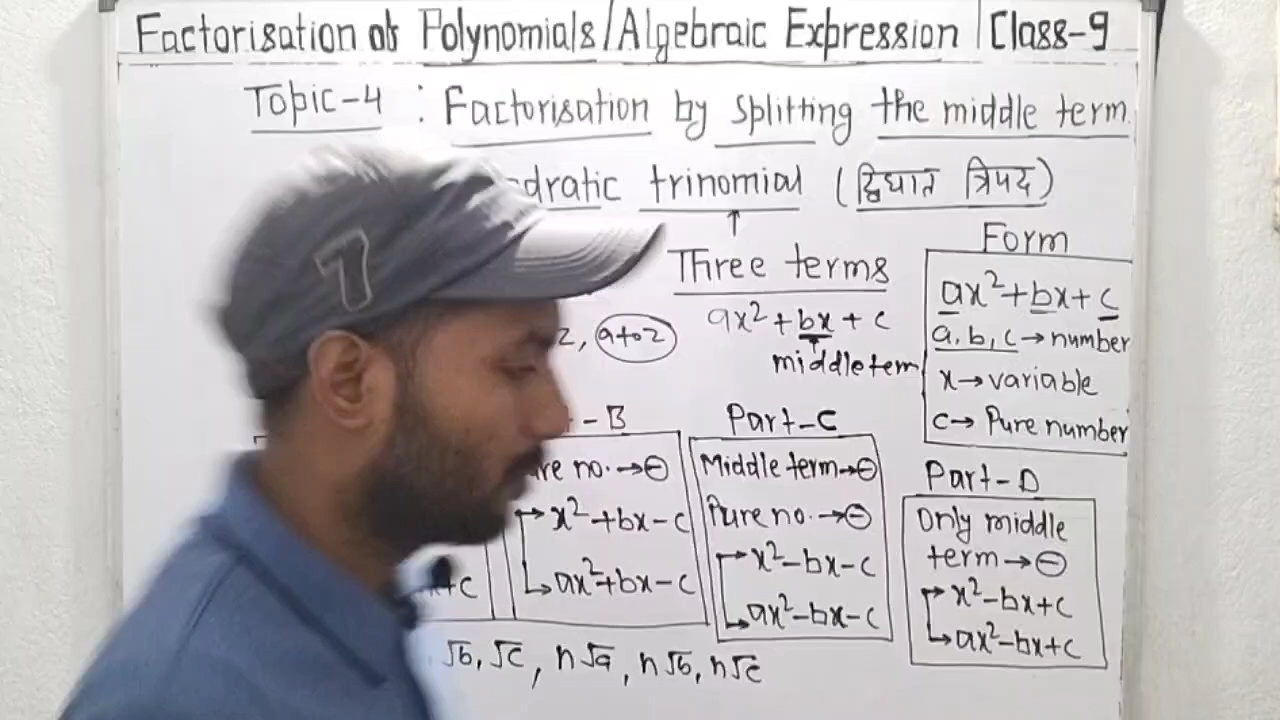 Factorisation of Polynomials/Algebraic Expression | Class-9
Topic-4 : Factorisation by splitting the middle term
trinomial (द्विघात त्रिपद)
Three terms
ax²+bx+c
middle term
a to z
Form
ax²+bx+c
a,b,c→number
x→variable
c→ Pure number
-B
no.→⊖
x²+bx-c
ax²+bx-c
Part-C
Middle term→⊖
Pure no.→⊖
x²-bx-c
ax²-bx-c
Part-D
Only middle
term→⊖
x²-bx+c
ax²-bx+c
+c
√b,√c, n√a, n√b, n√c
7